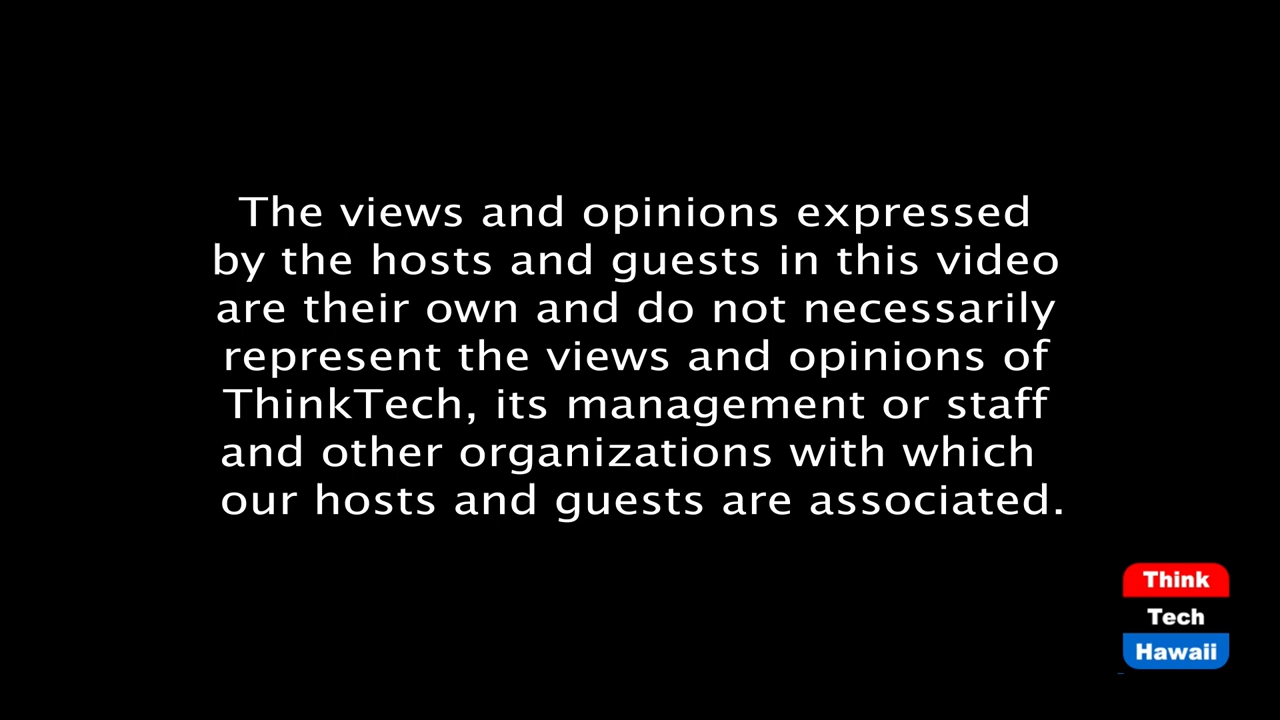 The views and opinions expressed
by the hosts and guests in this video
are their own and do not necessarily
represent the views and opinions of
ThinkTech, its management or staff
and other organizations with which
our hosts and guests are associated.
Think
Tech
Hawaii